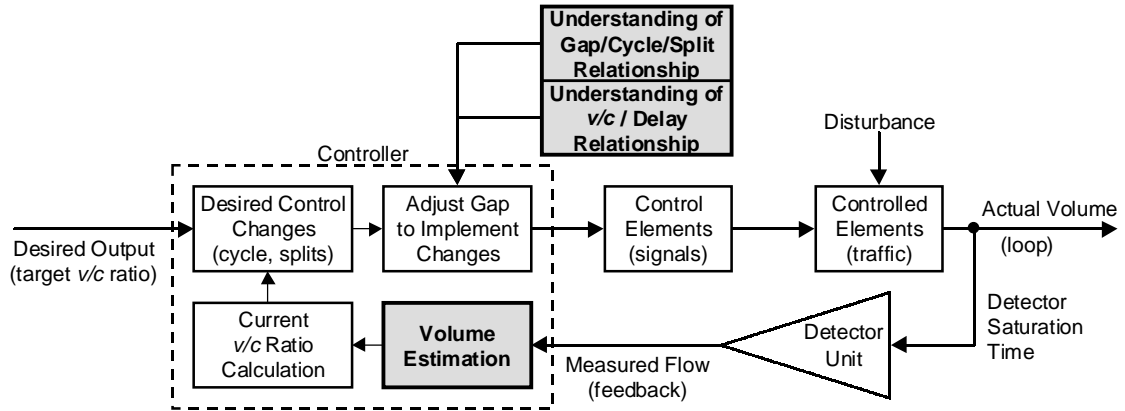 Understanding of
Gap/Cycle/Split
Relationship
Understanding of
v/c / Delay
Relationship
Disturbance
Controller
Desired Control
Changes
(cycle, splits)
Adjust Gap
to Implement
Changes
Control
Elements
(signals)
Controlled
Elements
(traffic)
Actual Volume
(loop)
Desired Output
(target v/c ratio)
Current
v/c Ratio
Calculation
Volume
Estimation
Measured Flow
(feedback)
Detector
Unit
Detector
Saturation
Time